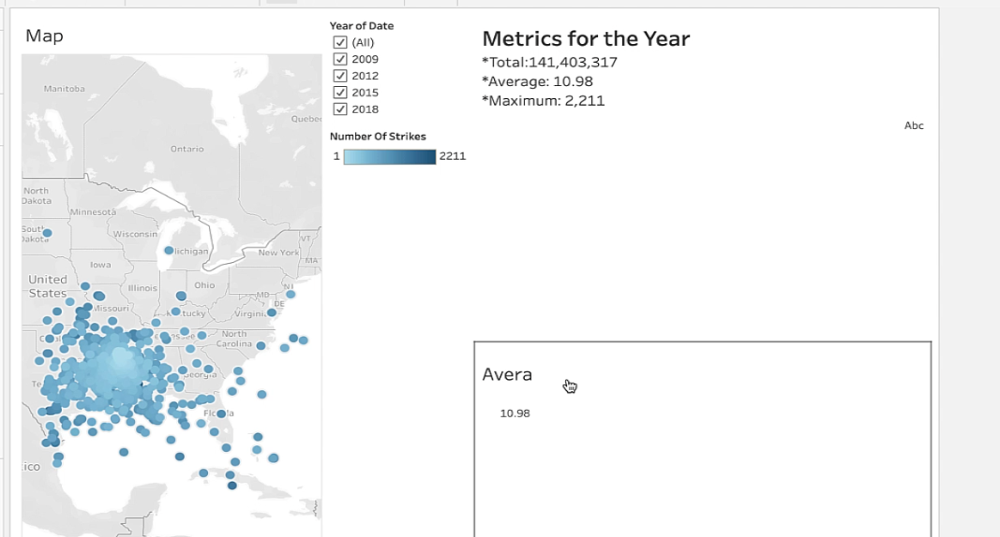 Map
Manitoba
Quebec
Ontario
North
Dakota
Minnesota
South
Dakota
Wisconsin
VT
New York
MA
Iowa
United
States
Illinois
Ohio
NJ
MD
DE
Missouri
Virginia
North
Carolina
Georgia
Te
Florida
ico
Year of Date
(All)
2009
2012
2015
2018
Number Of Strikes
1
2211
Metrics for the Year
*Total:141,403,317
*Average: 10.98
*Maximum: 2,211
Abc
Avera
10.98